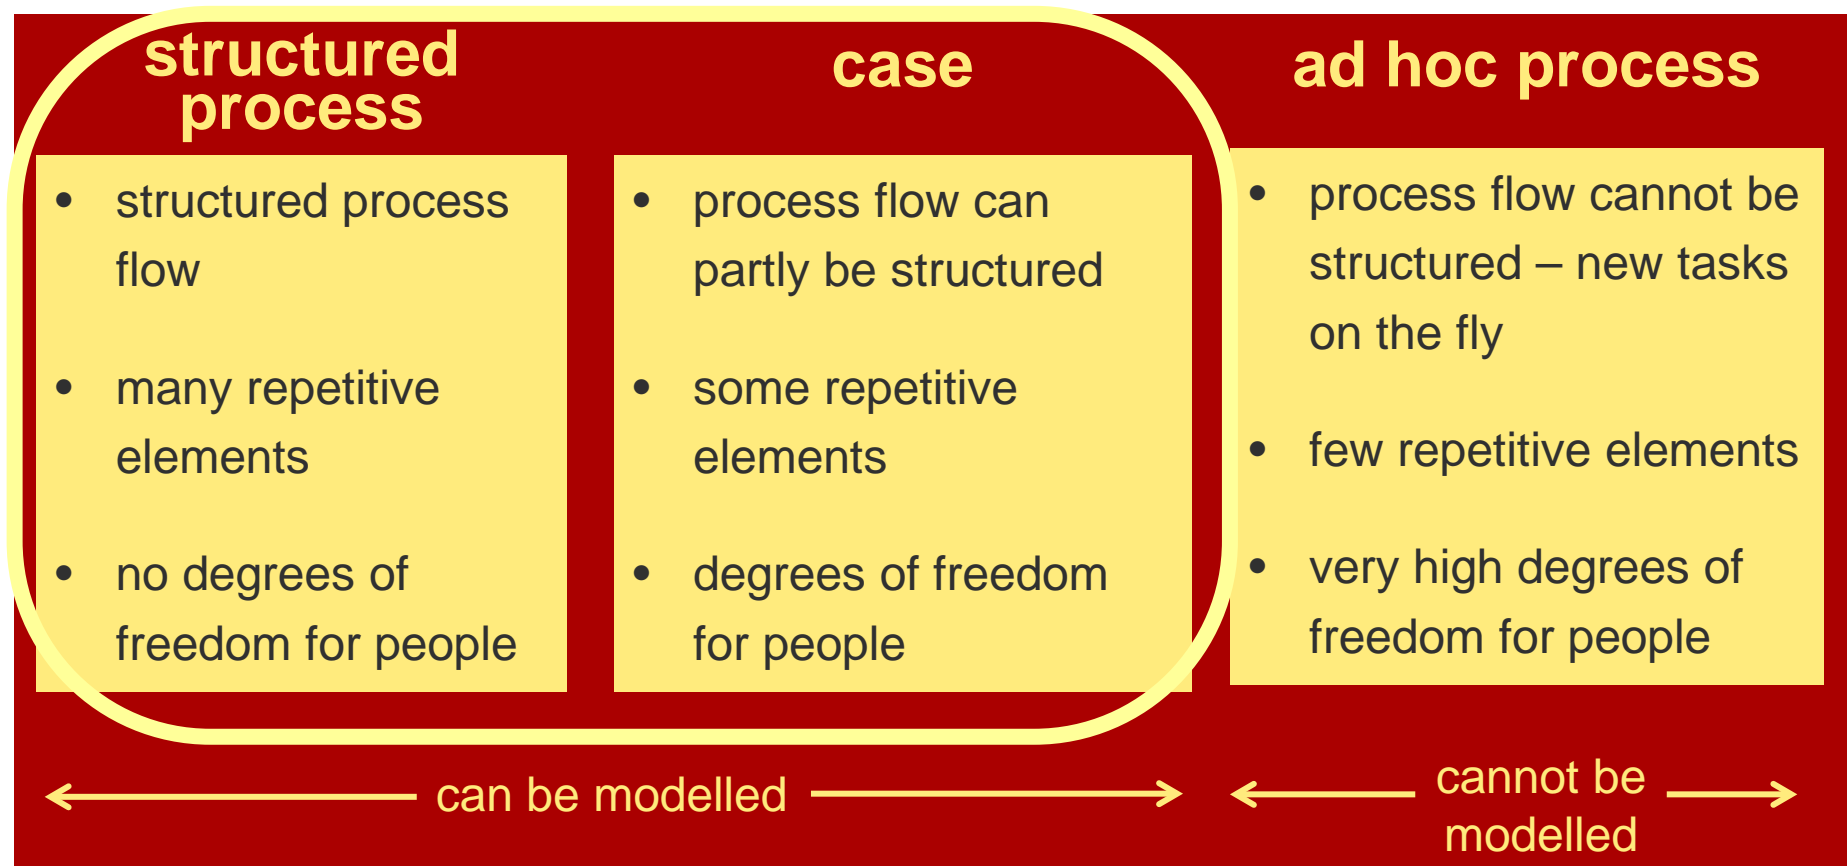 structured
process
• structured process
flow
• many repetitive
elements
• no degrees of
freedom for people
case
• process flow can
partly be structured
• some repetitive
elements
• degrees of freedom
for people
ad hoc process
• process flow cannot be
structured – new tasks
on the fly
• few repetitive elements
• very high degrees of
freedom for people
can be modelled
cannot be
modelled